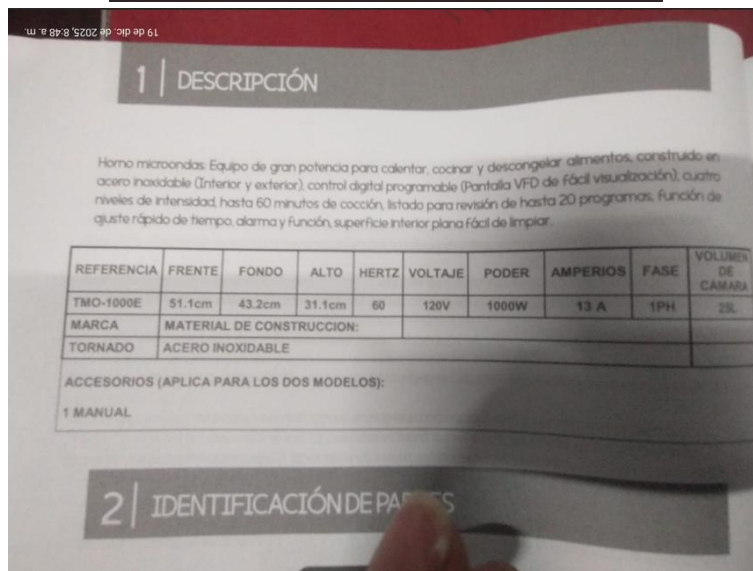 19 de dic. de 2025, 8:48 a. m.
1 | DESCRIPCIÓN
Horno microondas: Equipo de gran potencia para calentar, cocinar y descongelar alimentos, construido en
acero inoxidable (Interior y exterior), control digital programable (Pantalla VFD de fácil visualización), cuatro
niveles de intensidad, hasta 60 minutos de cocción, listado para revisión de hasta 20 programas, función de
ajuste rápido de tiempo, alarma y función, superficie interior plana fácil de limpiar.
REFERENCIA FRENTE FONDO ALTO HERTZ VOLTAJE PODER AMPERIOS FASE VOLUMEN DE CAMARA
TMO-1000E 51.1cm 43.2cm 31.1cm 60 120V 1000W 13 A 1PH 25L
MARCA MATERIAL DE CONSTRUCCION:
TORNADO ACERO INOXIDABLE
ACCESORIOS (APLICA PARA LOS DOS MODELOS):
1 MANUAL
2 | IDENTIFICACIÓN DE